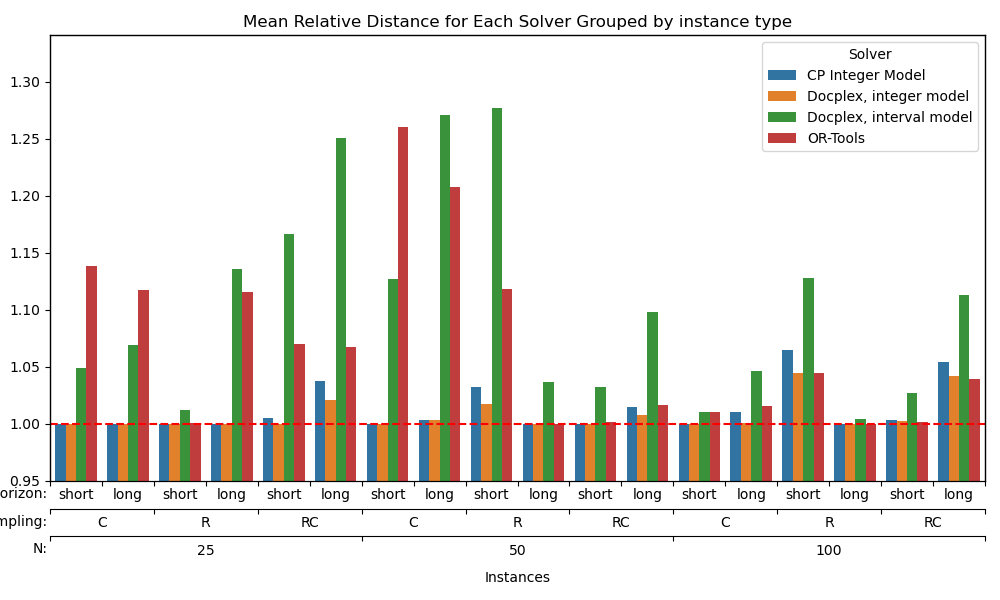 Mean Relative Distance for Each Solver Grouped by instance type
Solver
CP Integer Model
Docplex, integer model
Docplex, interval model
OR-Tools
1.30
1.25
1.20
1.15
1.10
1.05
1.00
0.95
orizon: short long short long short long short long short long short long short long short long short long
mpling: C R RC C R RC C R RC
N: 25 50 100
Instances